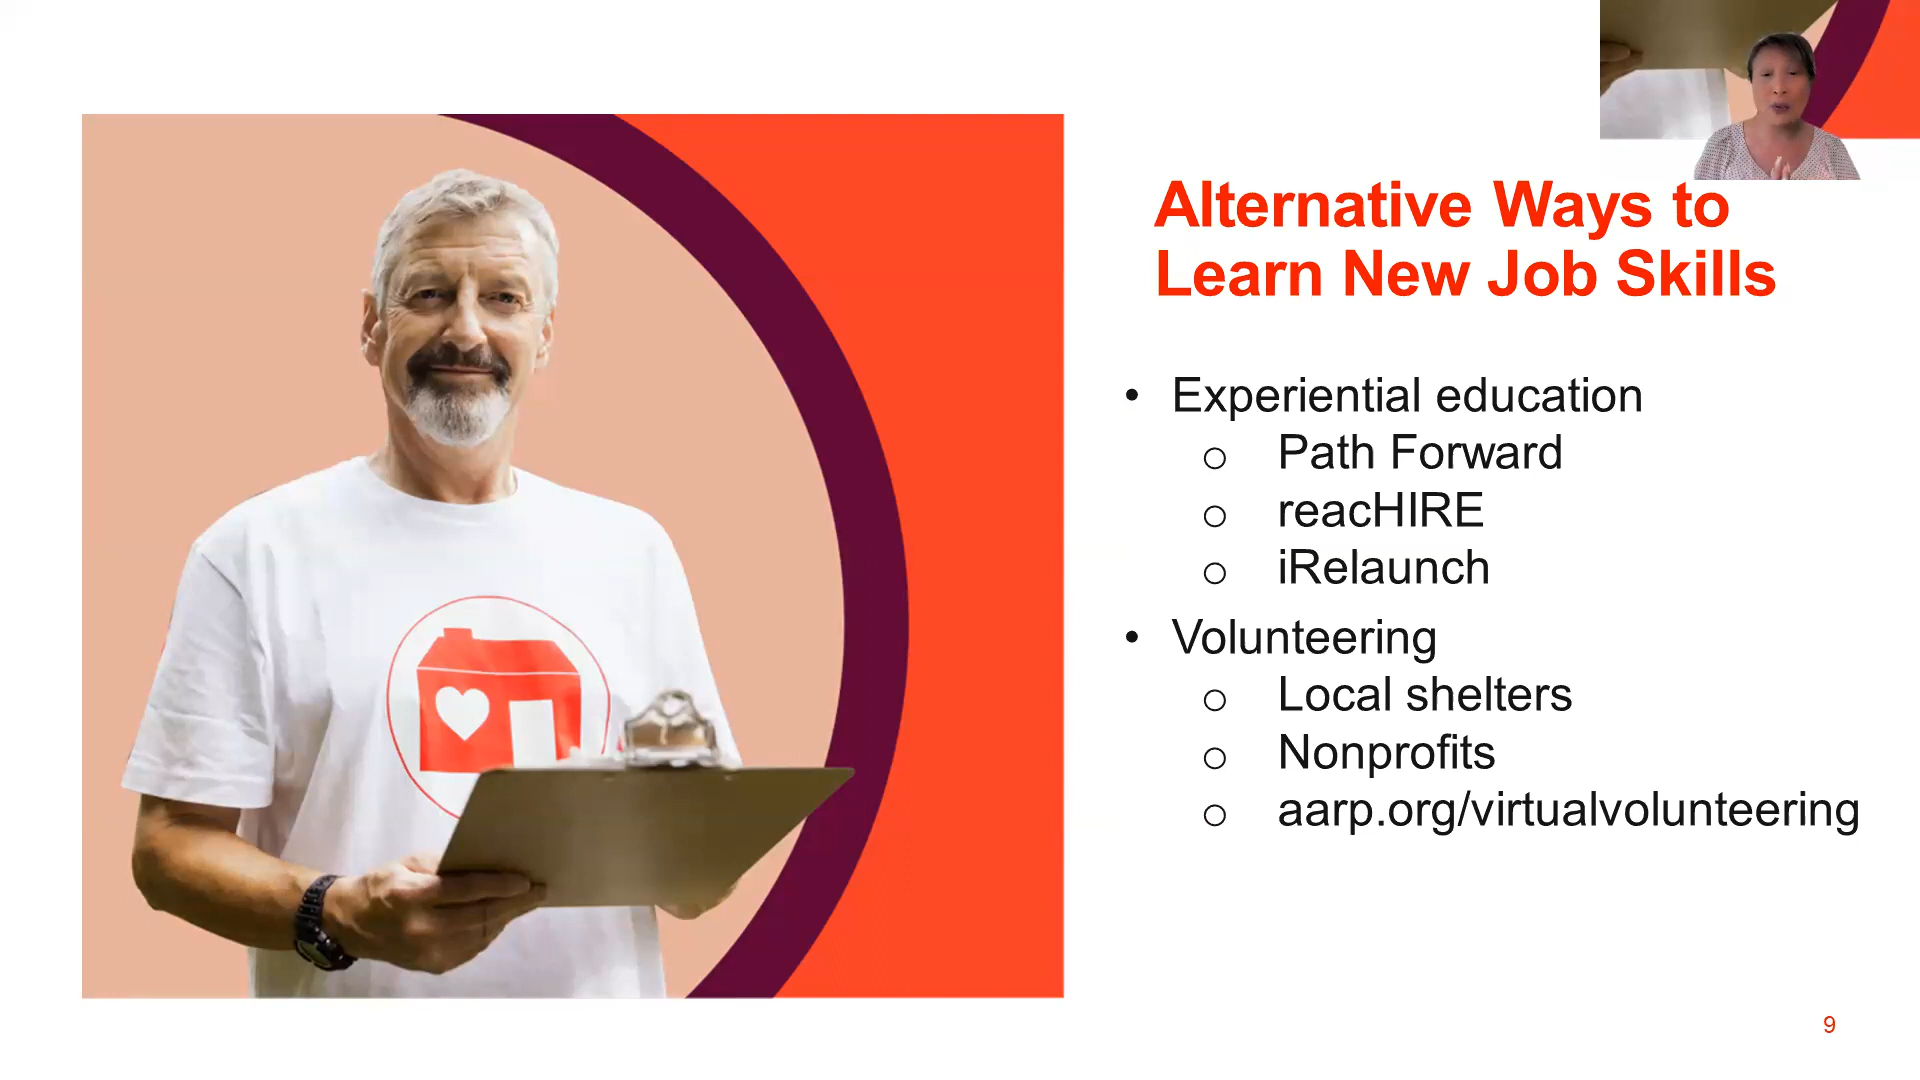 Alternative Ways to
Learn New Job Skills
• Experiential education
o Path Forward
o reacHIRE
o iRelaunch
• Volunteering
o Local shelters
o Nonprofits
o aarp.org/virtualvolunteering
9